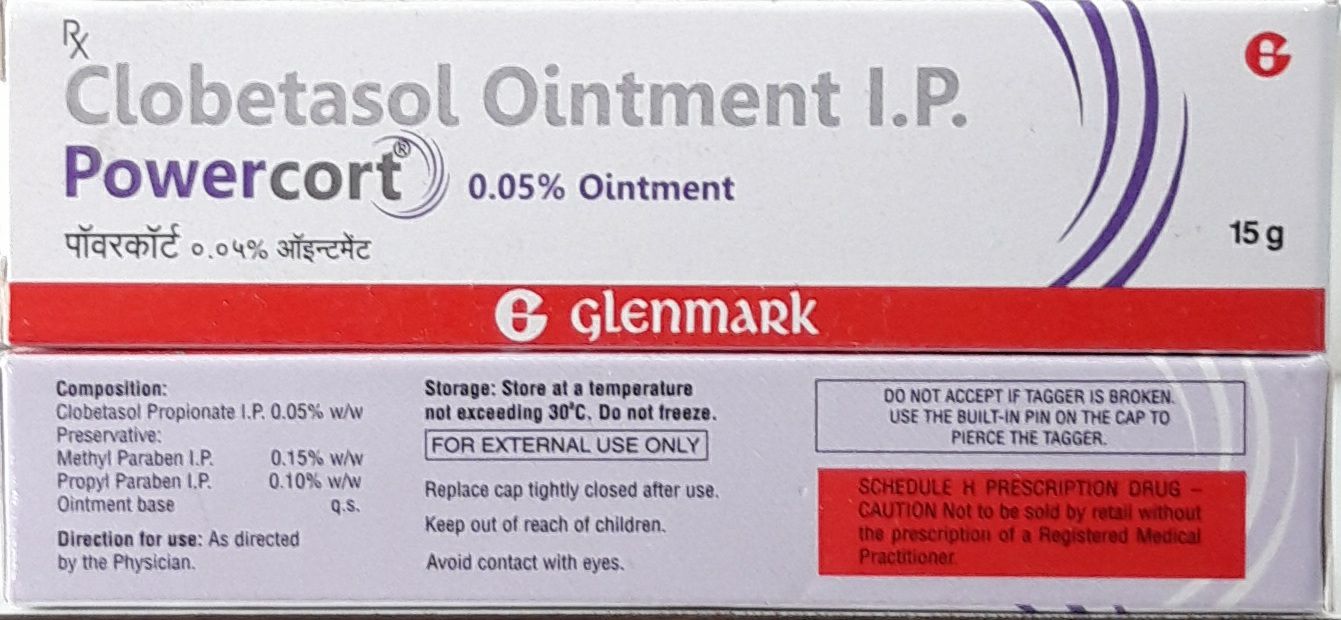 Rx
Clobetasol Ointment I.P.
Powercort® 0.05% Ointment
पॉवरकॉर्ट ०.०५% ऑइन्टमेंट
15 g
glenmark
Composition:
Clobetasol Propionate I.P. 0.05% w/w
Preservative:
Methyl Paraben I.P. 0.15% w/w
Propyl Paraben I.P. 0.10% w/w
Ointment base q.s.
Direction for use: As directed
by the Physician.
Storage: Store at a temperature
not exceeding 30°C. Do not freeze.
FOR EXTERNAL USE ONLY
Replace cap tightly closed after use.
Keep out of reach of children.
Avoid contact with eyes.
DO NOT ACCEPT IF TAGGER IS BROKEN.
USE THE BUILT-IN PIN ON THE CAP TO
PIERCE THE TAGGER.
SCHEDULE H PRESCRIPTION DRUG –
CAUTION Not to be sold by retail without
the prescription of a Registered Medical
Practitioner.